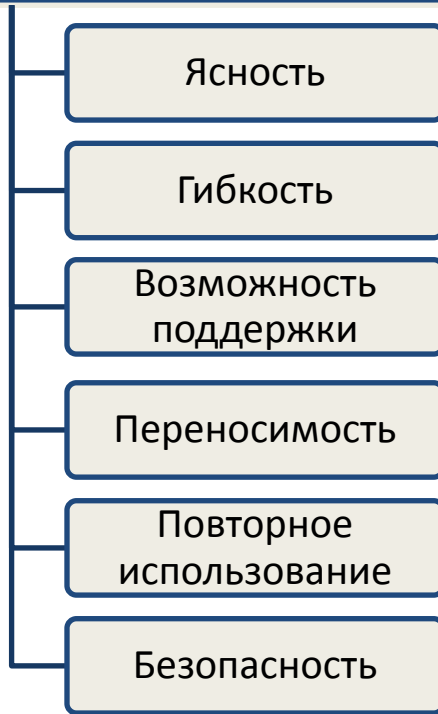 Ясность
Гибкость
Возможность
поддержки
Переносимость
Повторное
использование
Безопасность